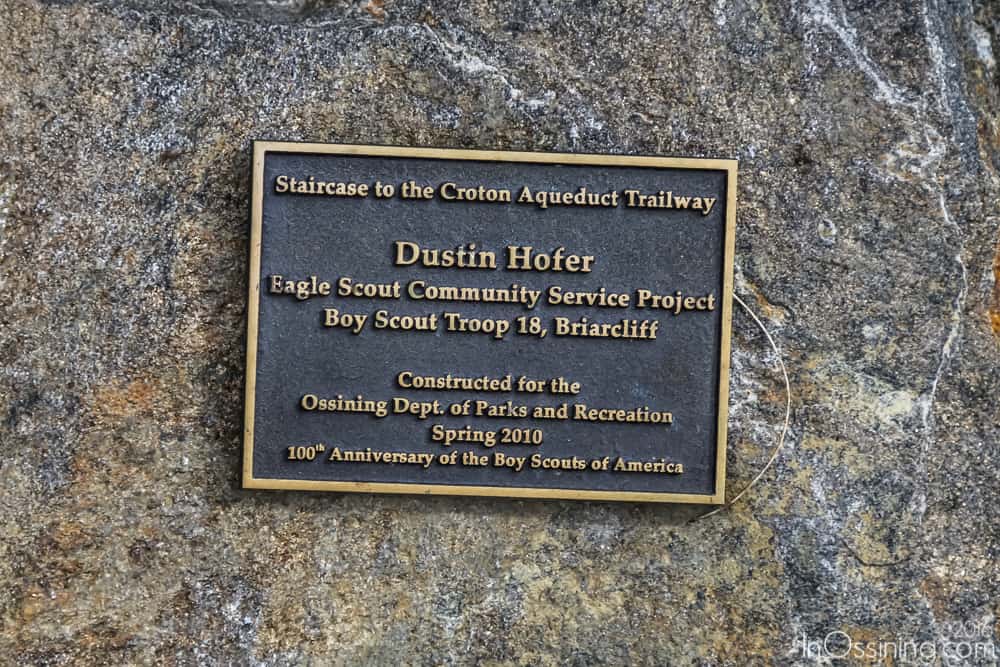 Staircase to the Croton Aqueduct Trailway
Dustin Hofer
Eagle Scout Community Service Project
Boy Scout Troop 18, Briarcliff
Constructed for the
Ossining Dept. of Parks and Recreation
Spring 2010
100th Anniversary of the Boy Scouts of America
©2016
InOssining.com